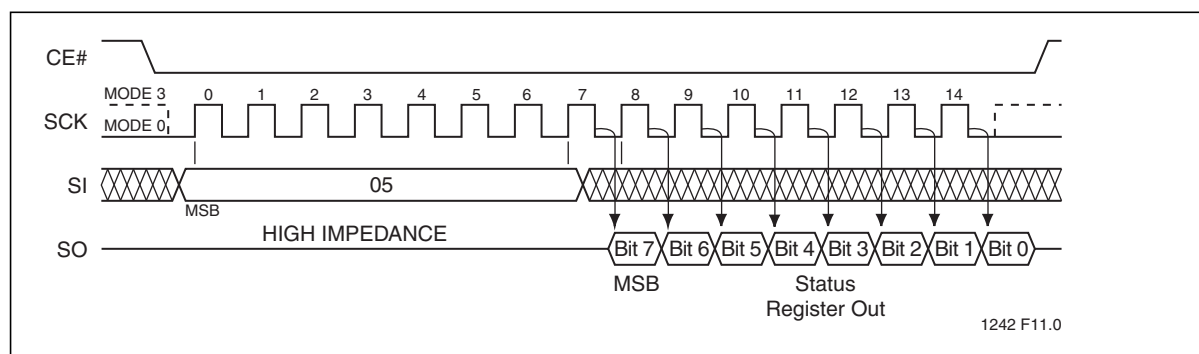 CE#
MODE 3
0 1 2 3 4 5 6 7 8 9 10 11 12 13 14
SCK
MODE 0
SI
05
MSB
HIGH IMPEDANCE
SO
Bit 7 Bit 6 Bit 5 Bit 4 Bit 3 Bit 2 Bit 1 Bit 0
MSB
Status
Register Out
1242 F11.0